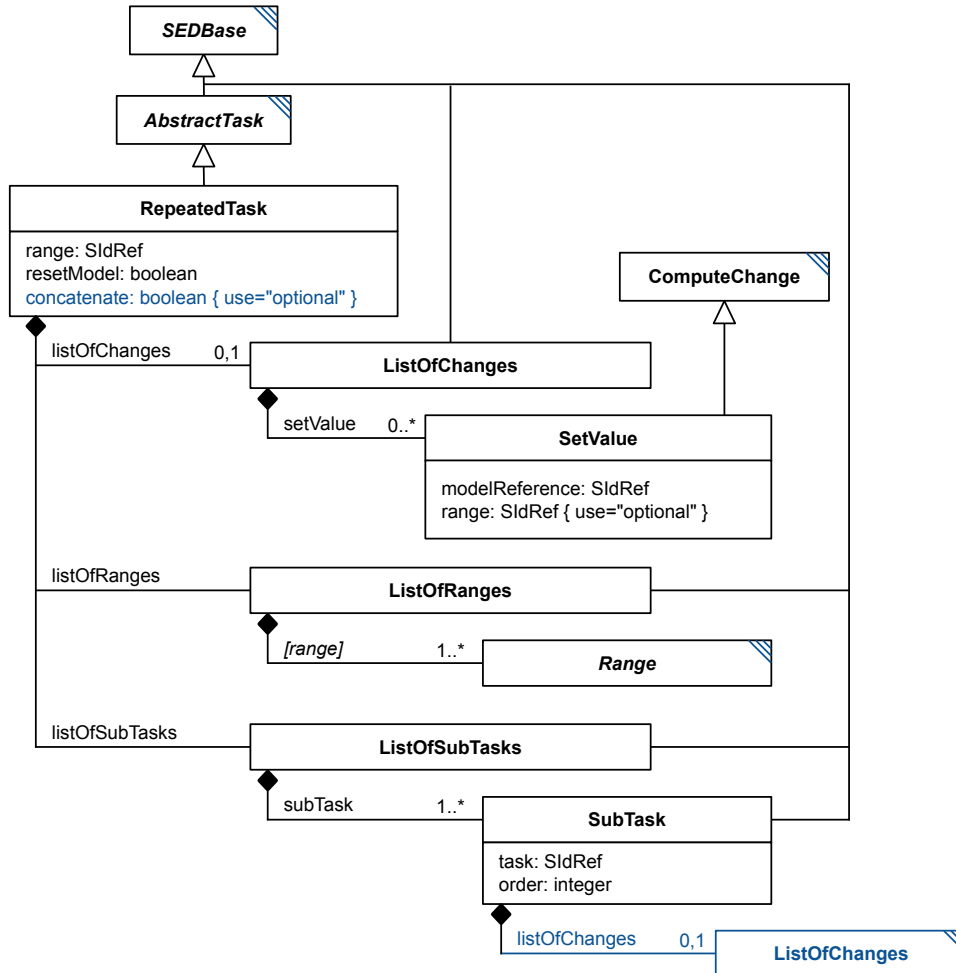 SEDBase
AbstractTask
RepeatedTask
range: SIdRef
resetModel: boolean
concatenate: boolean { use="optional" }
ComputeChange
listOfChanges 0,1
ListOfChanges
setValue 0..*
SetValue
modelReference: SIdRef
range: SIdRef { use="optional" }
listOfRanges
ListOfRanges
[range] 1..*
Range
listOfSubTasks
ListOfSubTasks
subTask 1..*
SubTask
task: SIdRef
order: integer
listOfChanges 0,1
ListOfChanges